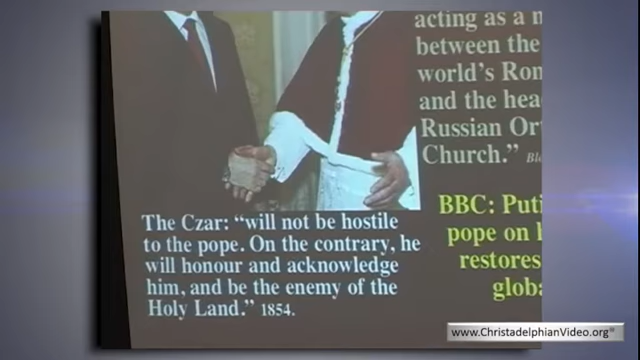 acting as a
between the
world's
and the
Russian
Church."
The Czar: "will not be hostile
to the pope. On the contrary, he
will honour and acknowledge
him, and be the enemy of the
Holy Land." 1854.
BBC:
pope on
restores
www.ChristadelphianVideo.org®